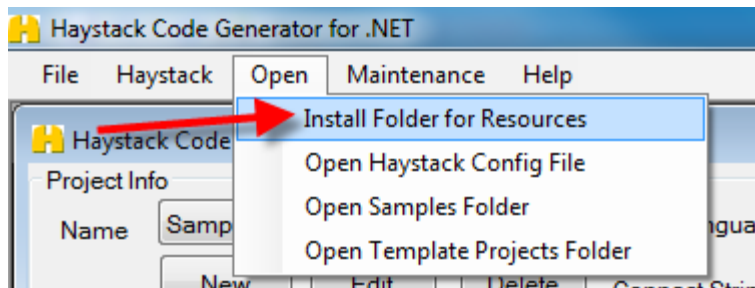 Haystack Code Generator for .NET
File Haystack Open Maintenance Help
Install Folder for Resources
Haystack Code
Open Haystack Config File
Project Info
Open Samples Folder
Name Samp
Open Template Projects Folder
New Edit Delete